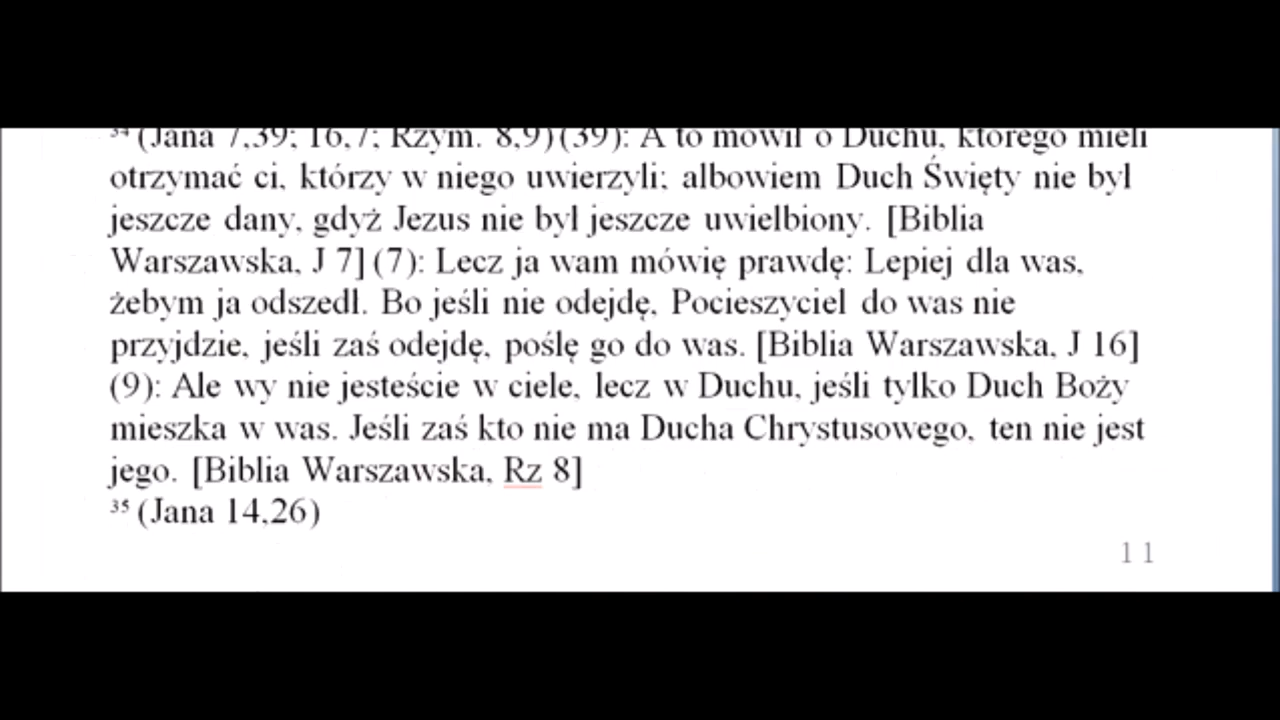 34 (Jana 7,39; 16,7; Rzym. 8,9)(39): A to mówił o Duchu, którego mieli
otrzymać ci, którzy w niego uwierzyli; albowiem Duch Święty nie był
jeszcze dany, gdyż Jezus nie był jeszcze uwielbiony. [Biblia
Warszawska, J 7] (7): Lecz ja wam mówię prawdę: Lepiej dla was,
żebym ja odszedł. Bo jeśli nie odejdę, Pocieszyciel do was nie
przyjdzie, jeśli zaś odejdę, poślę go do was. [Biblia Warszawska, J 16]
(9): Ale wy nie jesteście w ciele, lecz w Duchu, jeśli tylko Duch Boży
mieszka w was. Jeśli zaś kto nie ma Ducha Chrystusowego, ten nie jest
jego. [Biblia Warszawska, Rz 8]
35 (Jana 14,26)
11